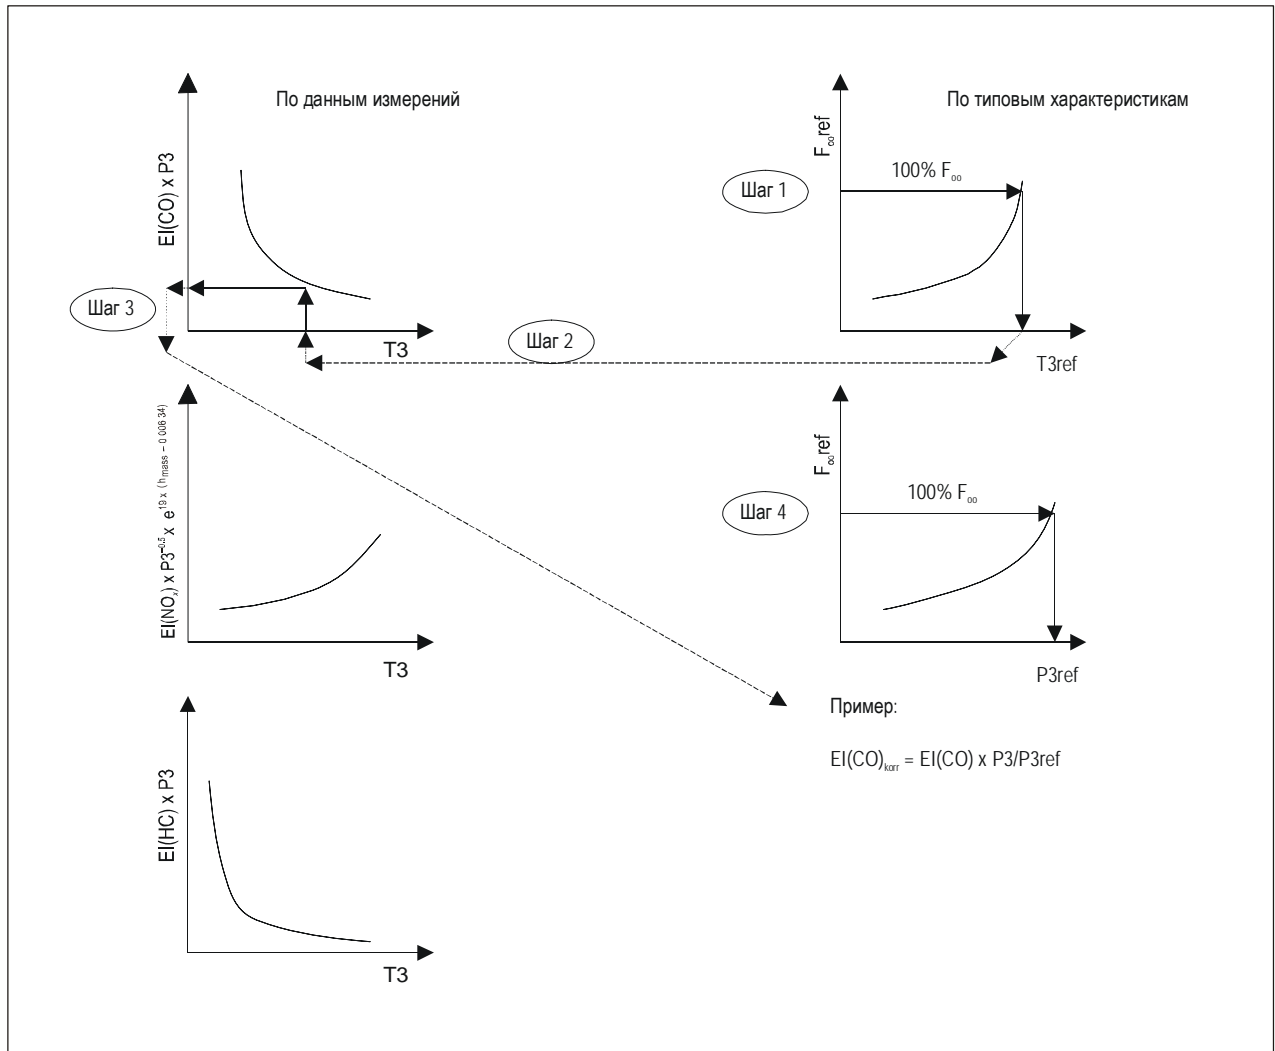 По данным измерений
По типовым характеристикам
EI(CO) x P3
Шаг 3
T3
Шаг 2
F∞ref
Шаг 1
100% F∞
T3ref
EI(NOx) x P3^-0.5 x e^19 x (hmass – 0.00634)
T3
F∞ref
Шаг 4
100% F∞
P3ref
Пример:
EI(CO)korr = EI(CO) x P3/P3ref
EI(HC) x P3
T3